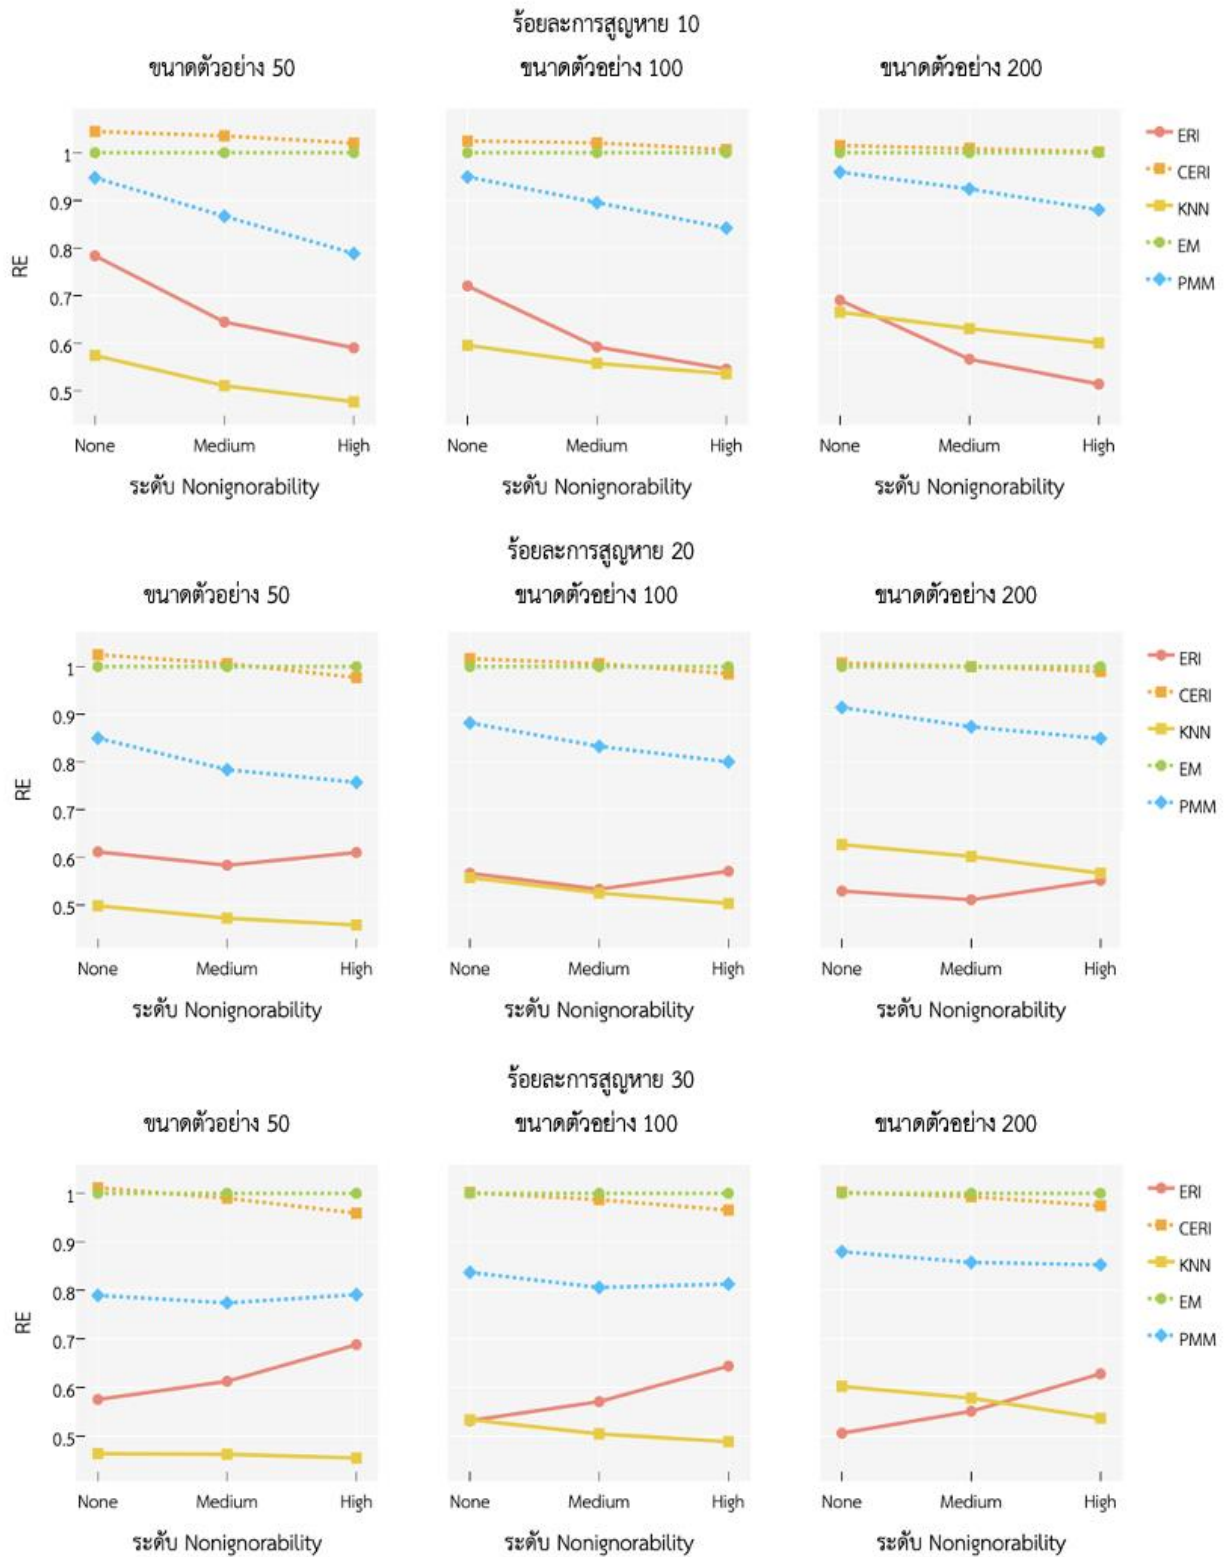 ร้อยละการสูญหาย 10
ขนาดตัวอย่าง 50
ขนาดตัวอย่าง 100
ขนาดตัวอย่าง 200
RE
1
0.9
0.8
0.7
0.6
0.5
None Medium High
None Medium High
None Medium High
ระดับ Nonignorability
ระดับ Nonignorability
ระดับ Nonignorability
ERI
CERI
KNN
EM
PMM
ร้อยละการสูญหาย 20
ขนาดตัวอย่าง 50
ขนาดตัวอย่าง 100
ขนาดตัวอย่าง 200
RE
1
0.9
0.8
0.7
0.6
0.5
None Medium High
None Medium High
None Medium High
ระดับ Nonignorability
ระดับ Nonignorability
ระดับ Nonignorability
ERI
CERI
KNN
EM
PMM
ร้อยละการสูญหาย 30
ขนาดตัวอย่าง 50
ขนาดตัวอย่าง 100
ขนาดตัวอย่าง 200
RE
1
0.9
0.8
0.7
0.6
0.5
None Medium High
None Medium High
None Medium High
ระดับ Nonignorability
ระดับ Nonignorability
ระดับ Nonignorability
ERI
CERI
KNN
EM
PMM